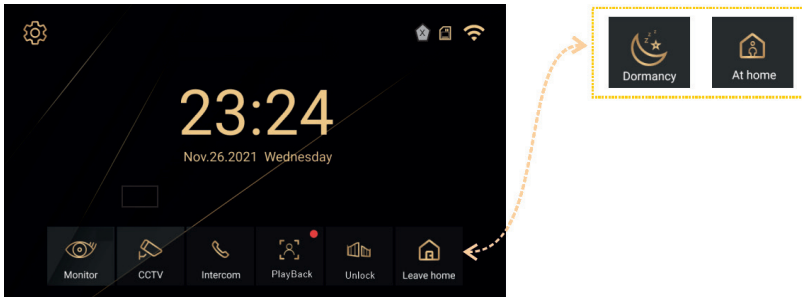 23:24
Nov.26.2021 Wednesday
Monitor
CCTV
Intercom
PlayBack
Unlock
Leave home
Dormancy
At home